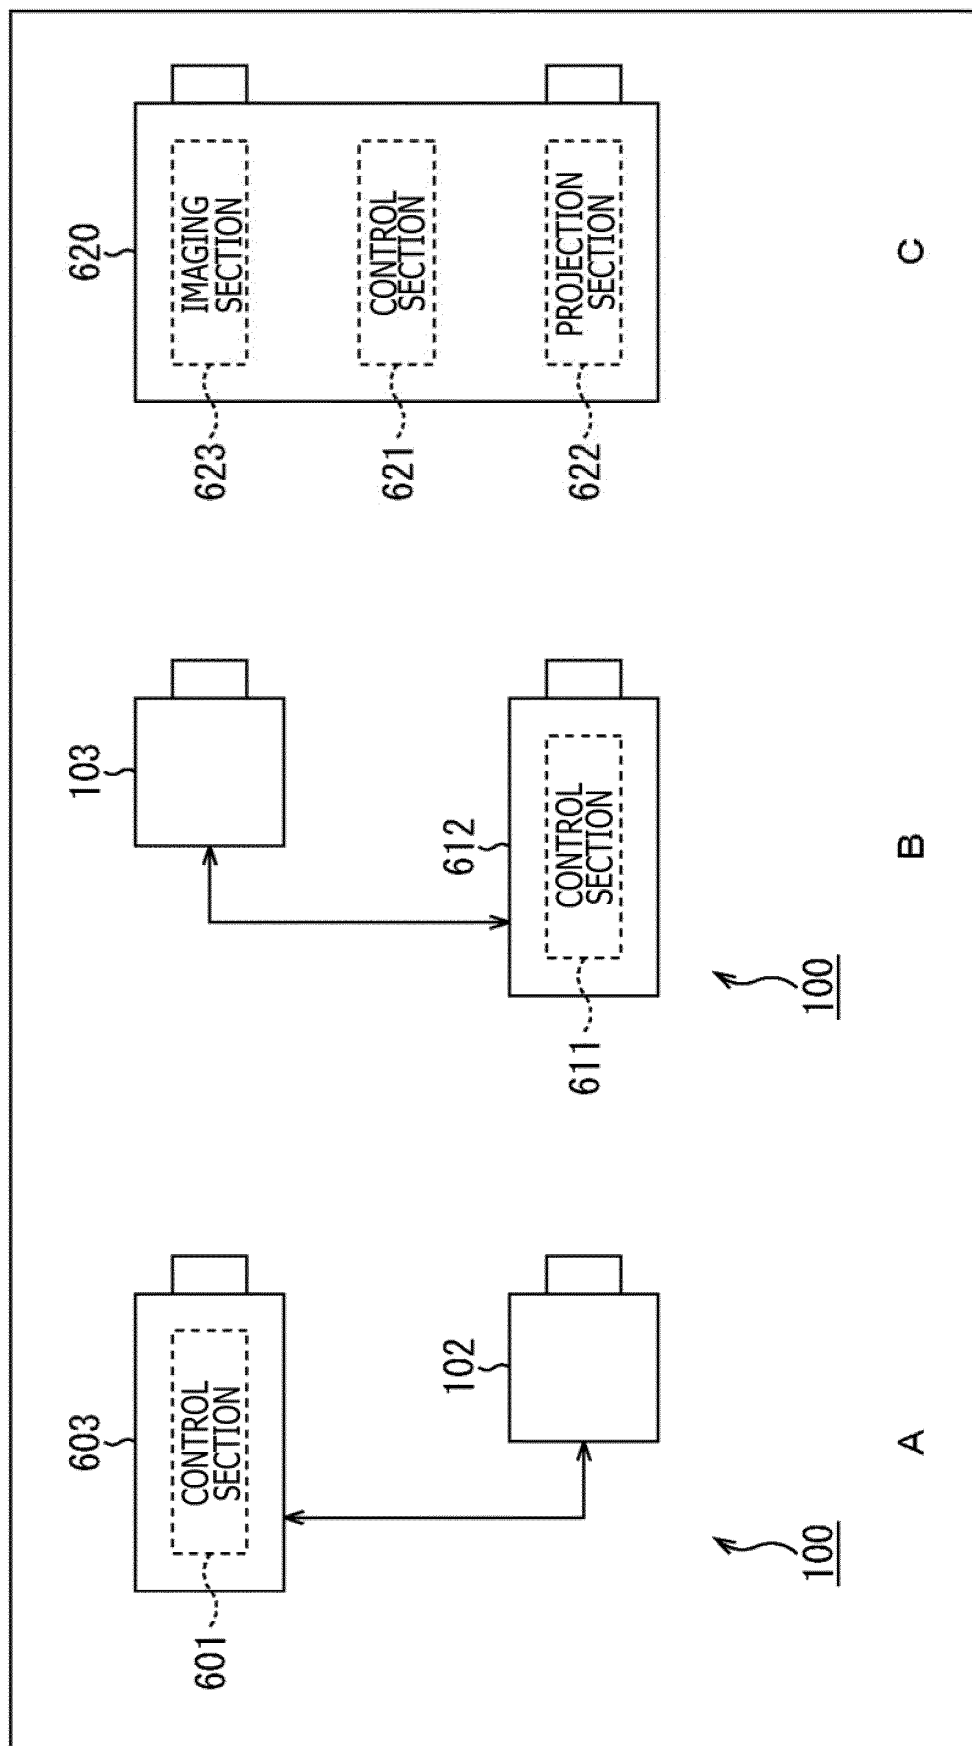 603
CONTROL
SECTION
601
102
100
A
103
612
CONTROL
SECTION
611
100
B
620
IMAGING
SECTION
623
CONTROL
SECTION
621
PROJECTION
SECTION
622
C